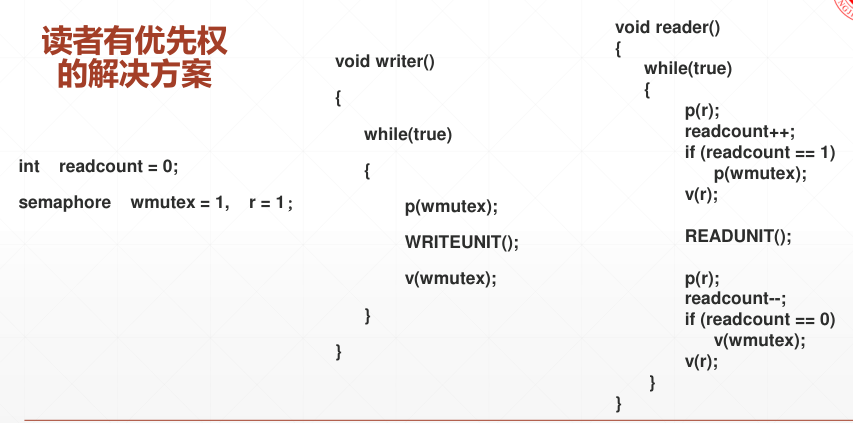 读者有优先权
的解决方案
int readcount = 0;
semaphore wmutex = 1, r = 1；
void writer()
{
while(true)
{
p(wmutex);
WRITEUNIT();
v(wmutex);
}
}
void reader()
{
while(true)
{
p(r);
readcount++;
if (readcount == 1)
p(wmutex);
v(r);
READUNIT();
p(r);
readcount--;
if (readcount == 0)
v(wmutex);
v(r);
}
}